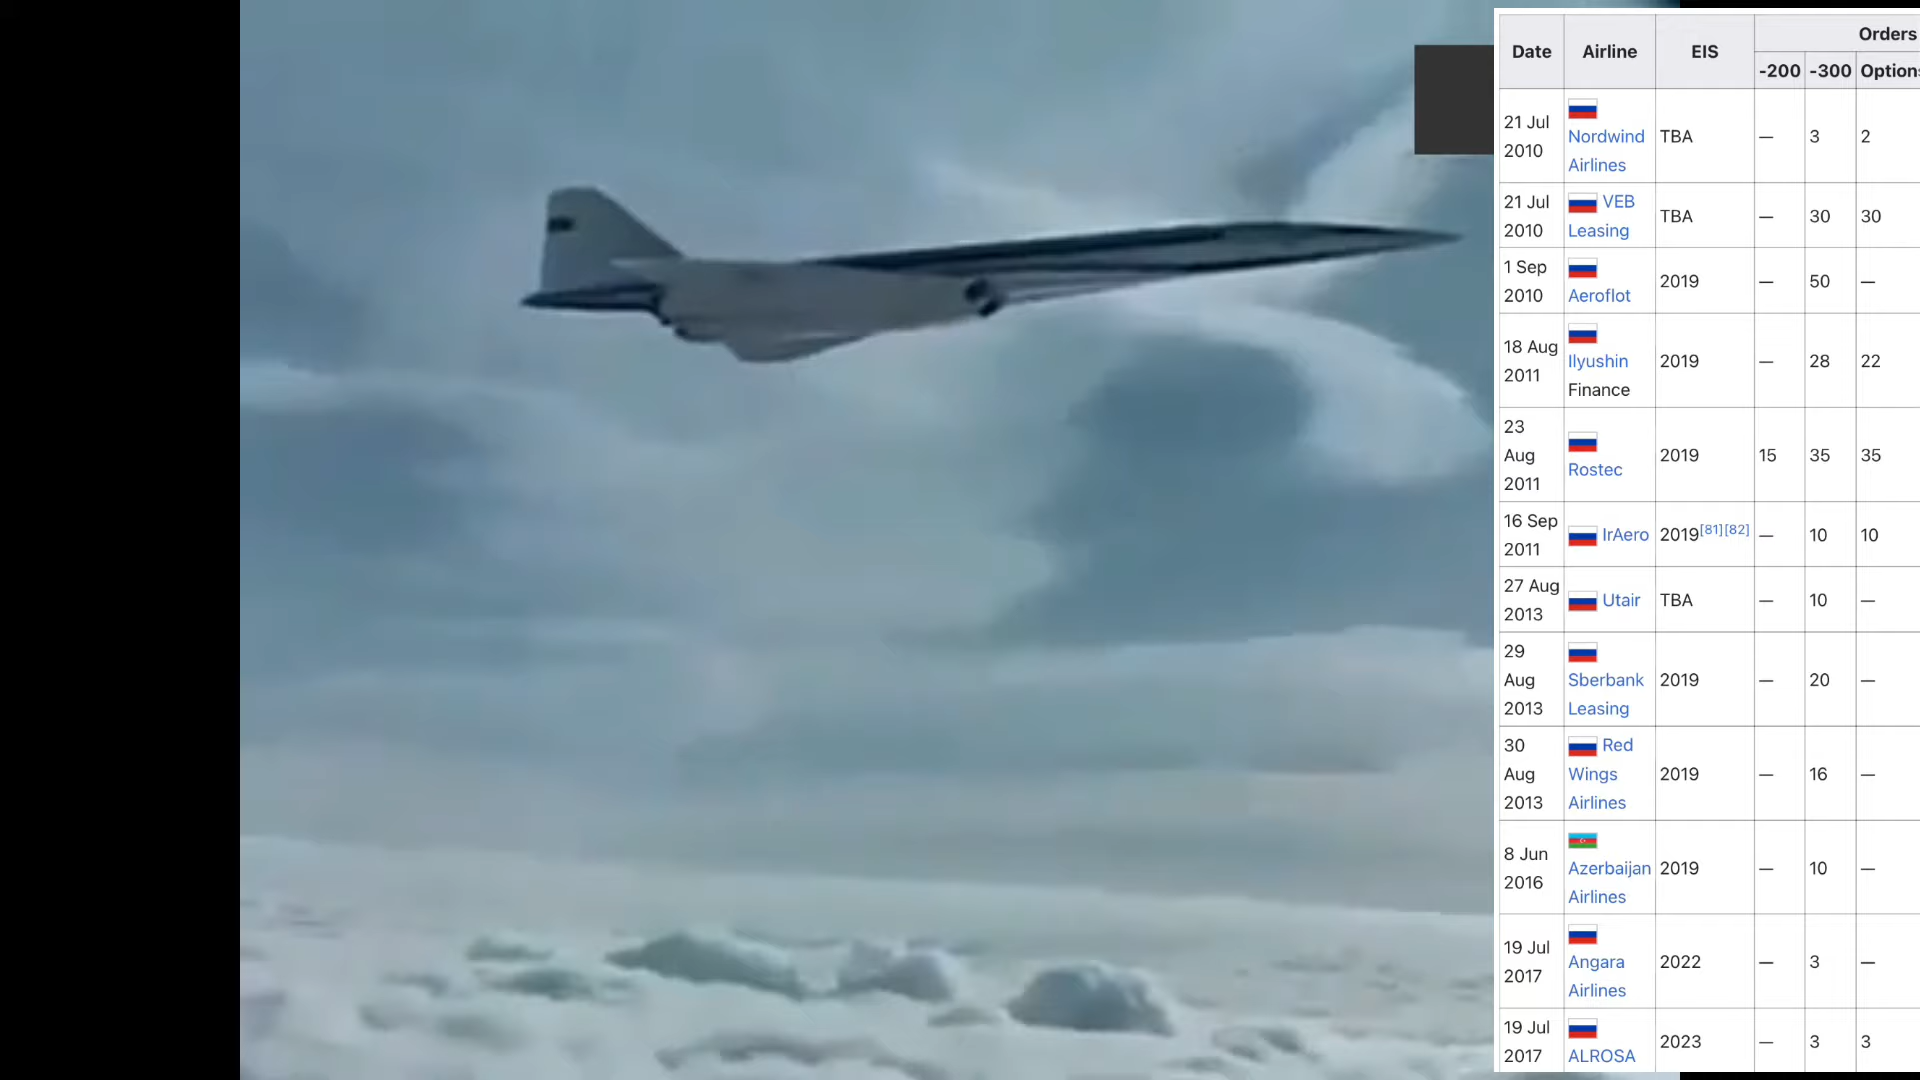 Date Airline EIS Orders
-200 -300 Options
21 Jul
2010
Nordwind
Airlines
TBA — 3 2
21 Jul
2010
VEB
Leasing
TBA — 30 30
1 Sep
2010
Aeroflot
2019 — 50 —
18 Aug
2011
Ilyushin
Finance
2019 — 28 22
23
Aug
2011
Rostec
2019 15 35 35
16 Sep
2011
IrAero
2019[81][82] — 10 10
27 Aug
2013
Utair
TBA — 10 —
29
Aug
2013
Sberbank
Leasing
2019 — 20 —
30
Aug
2013
Red
Wings
Airlines
2019 — 16 —
8 Jun
2016
Azerbaijan
Airlines
2019 — 10 —
19 Jul
2017
Angara
Airlines
2022 — 3 —
19 Jul
2017
ALROSA
2023 — 3 3